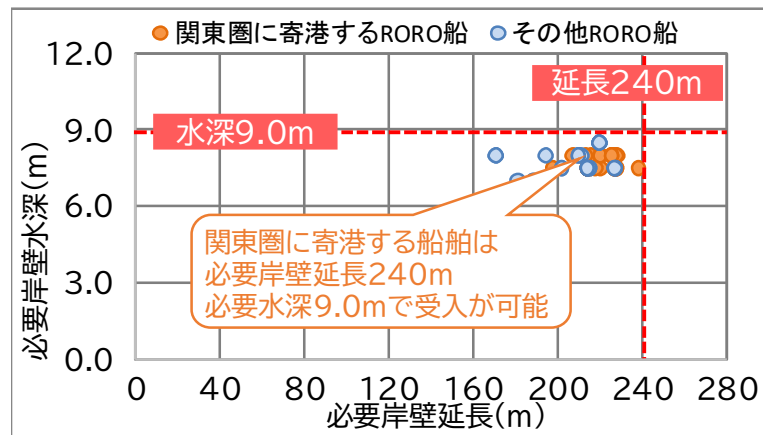 関東圏に寄港するRORO船 その他RORO船
12.0
9.0
6.0
3.0
0.0
必要岸壁水深(m)
延長240m
水深9.0m
関東圏に寄港する船舶は
必要岸壁延長240m
必要水深9.0mで受入が可能
0 40 80 120 160 200 240 280
必要岸壁延長(m)